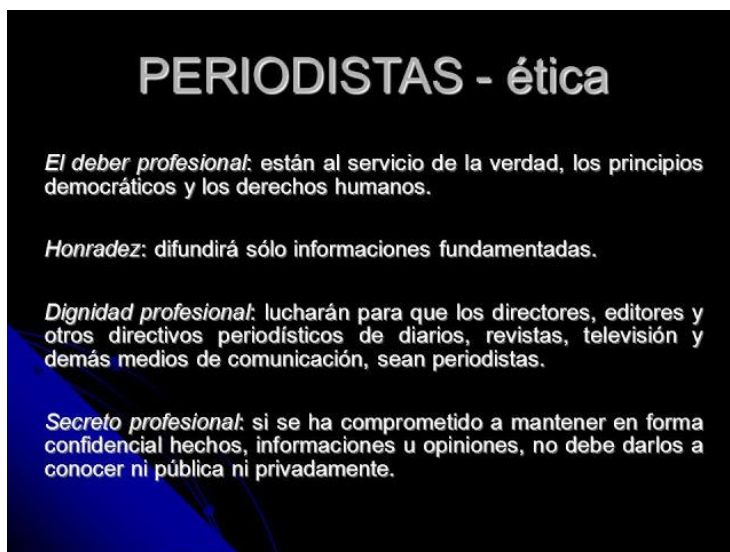 PERIODISTAS - ética
El deber profesional: están al servicio de la verdad, los principios
democráticos y los derechos humanos.
Honradez: difundirá sólo informaciones fundamentadas.
Dignidad profesional: lucharán para que los directores, editores y
otros directivos periodísticos de diarios, revistas, televisión y
demás medios de comunicación, sean periodistas.
Secreto profesional: si se ha comprometido a mantener en forma
confidencial hechos, informaciones u opiniones, no debe darlos a
conocer ni pública ni privadamente.